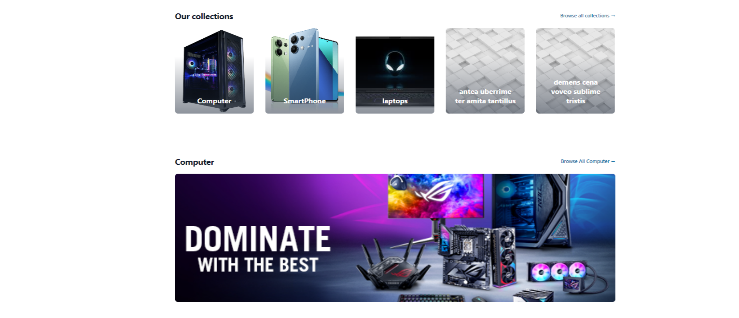 Our collections
Browse all collections →
Computer
SmartPhone
laptops
antea uberrime
ter amita tantillus
demens cena
voveo sublime
tristis
Computer
Browse All Computer →
DOMINATE
WITH THE BEST